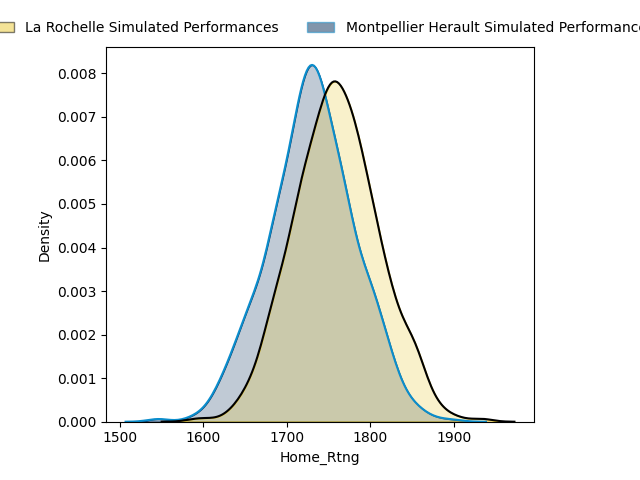 La Rochelle Simulated Performances
Montpellier Herault Simulated Performanc
0.008
0.007
0.006
0.005
0.004
0.003
0.002
0.001
0.000
Density
1500 1600 1700 1800 1900
Home_Rtng